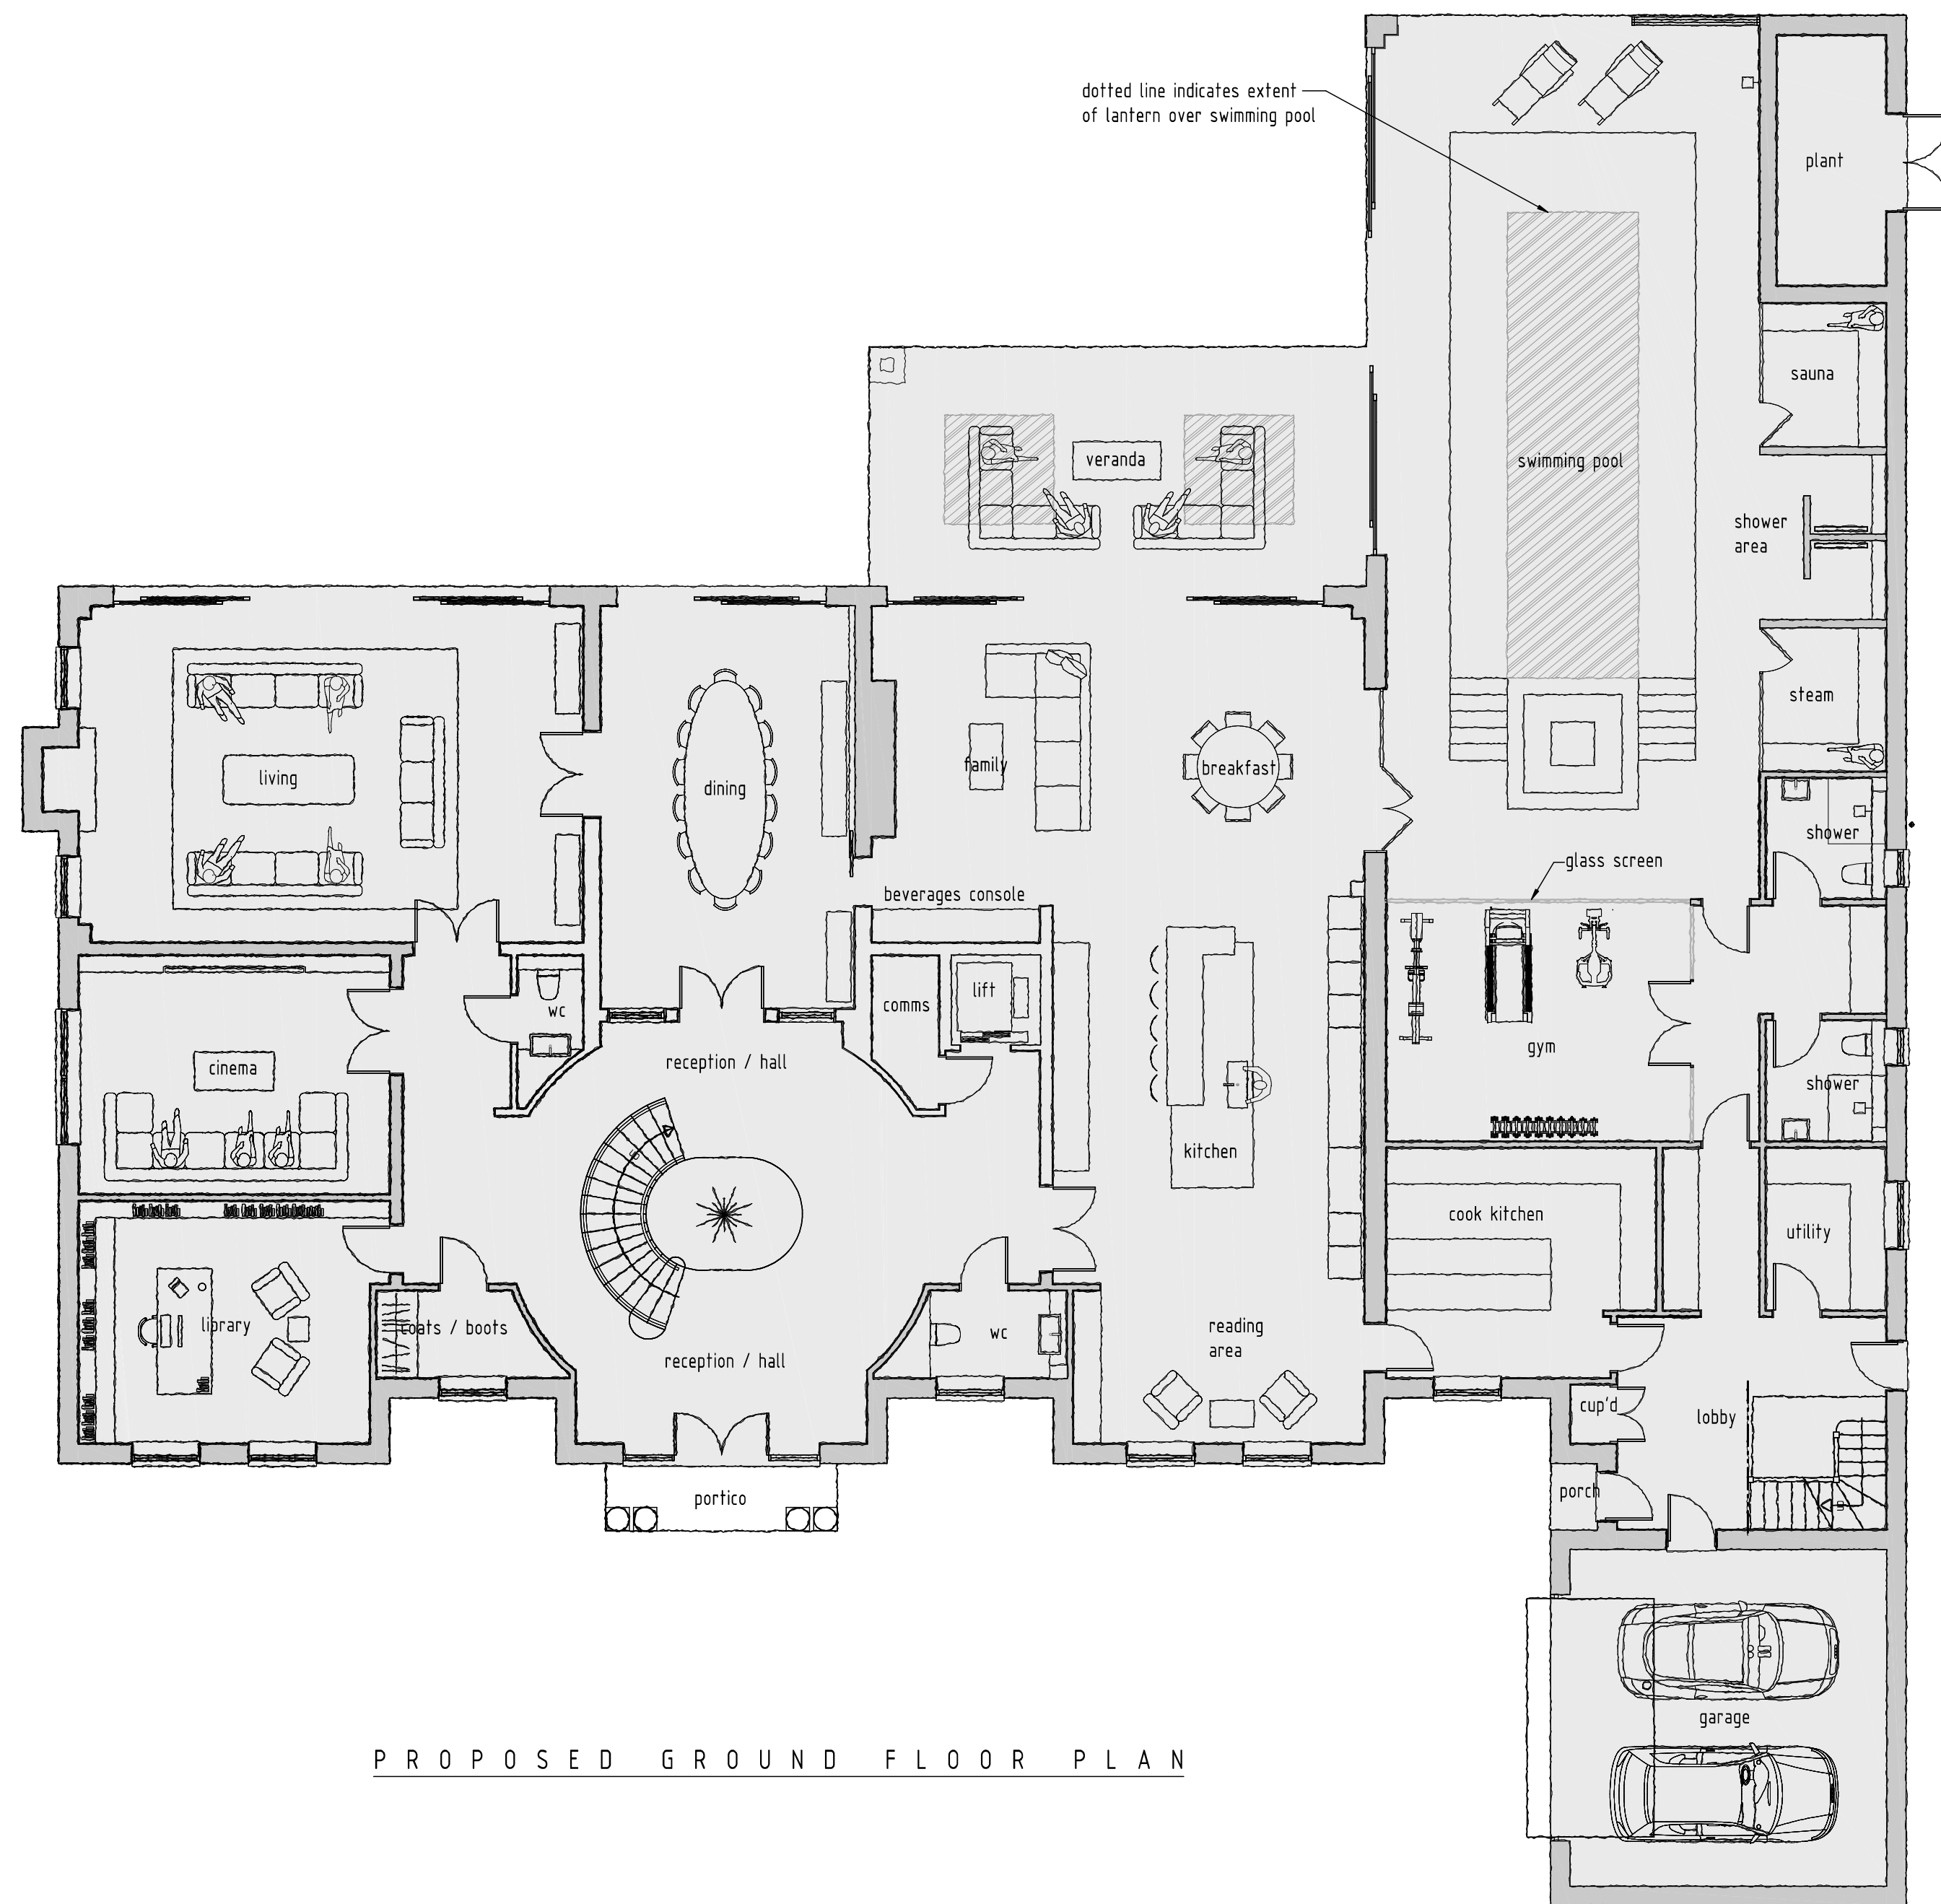 dotted line indicates extent
of lantern over swimming pool
plant
sauna
veranda
swimming pool
shower
area
steam
living
dining
family
breakfast
shower
glass screen
beverages console
lift
comms
wc
gym
reception / hall
cinema
shower
kitchen
cook kitchen
utility
library
coats / boots
wc
reading
area
reception / hall
cup'd
lobby
portico
porch
up
garage
PROPOSED GROUND FLOOR PLAN